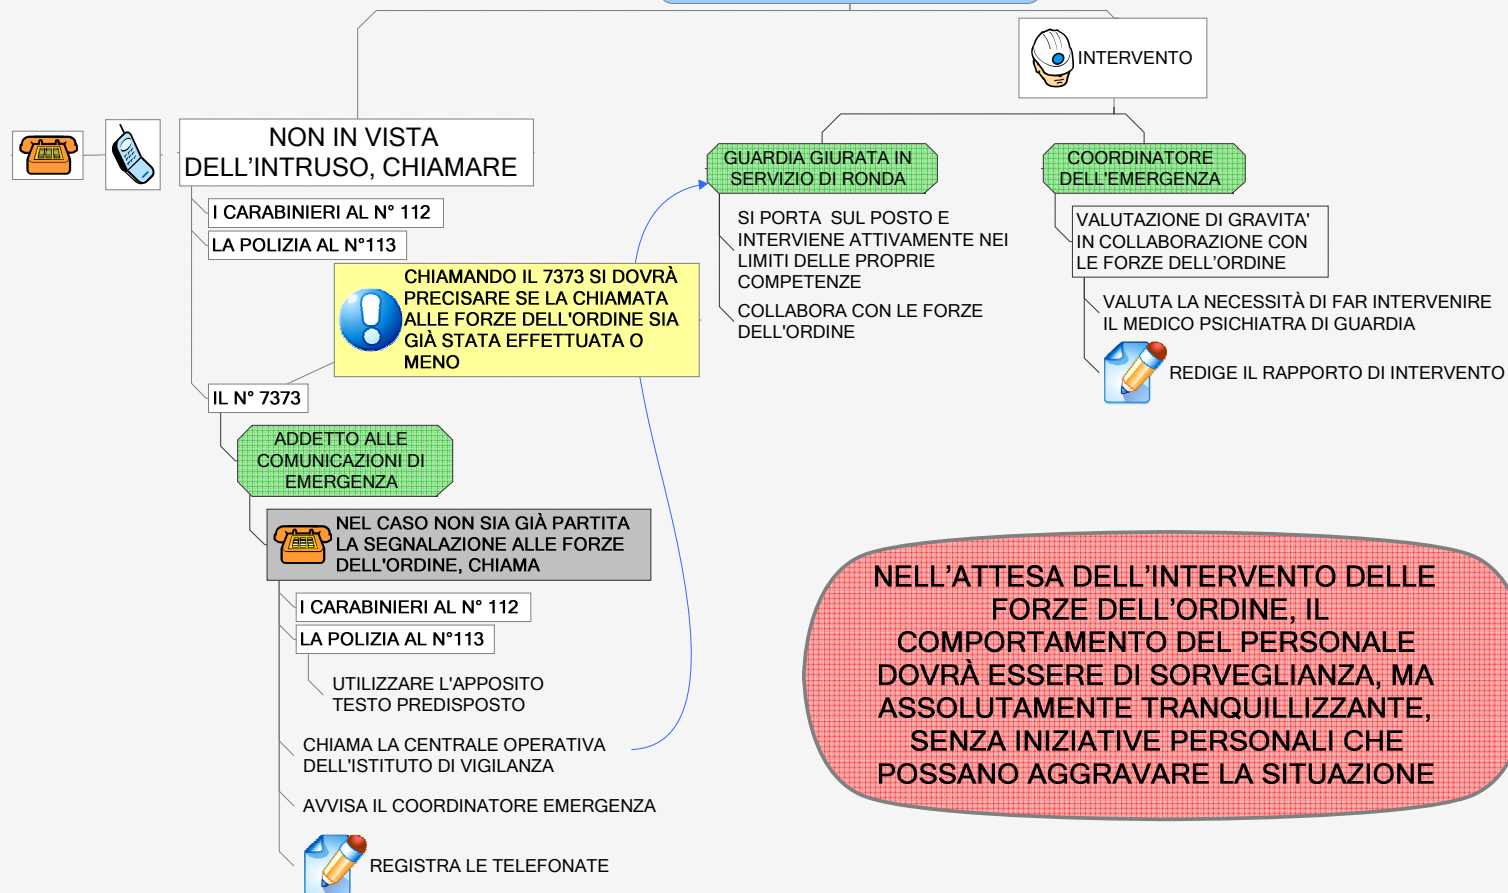 INTERVENTO
NON IN VISTA
DELL'INTRUSO, CHIAMARE
I CARABINIERI AL N° 112
LA POLIZIA AL N°113
CHIAMANDO IL 7373 SI DOVRÀ
PRECISARE SE LA CHIAMATA
ALLE FORZE DELL'ORDINE SIA
GIÀ STATA EFFETTUATA O
MENO
IL N° 7373
ADDETTO ALLE
COMUNICAZIONI DI
EMERGENZA
NEL CASO NON SIA GIÀ PARTITA
LA SEGNALAZIONE ALLE FORZE
DELL'ORDINE, CHIAMA
I CARABINIERI AL N° 112
LA POLIZIA AL N°113
UTILIZZARE L'APPOSITO
TESTO PREDISPOSTO
CHIAMA LA CENTRALE OPERATIVA
DELL'ISTITUTO DI VIGILANZA
AVVISA IL COORDINATORE EMERGENZA
REGISTRA LE TELEFONATE
GUARDIA GIURATA IN
SERVIZIO DI RONDA
SI PORTA  SUL POSTO E
INTERVIENE ATTIVAMENTE NEI
LIMITI DELLE PROPRIE
COMPETENZE
COLLABORA CON LE FORZE
DELL'ORDINE
COORDINATORE
DELL'EMERGENZA
VALUTAZIONE DI GRAVITA'
IN COLLABORAZIONE CON
LE FORZE DELL'ORDINE
VALUTA LA NECESSITÀ DI FAR INTERVENIRE
IL MEDICO PSICHIATRA DI GUARDIA
REDIGE IL RAPPORTO DI INTERVENTO
NELL'ATTESA DELL'INTERVENTO DELLE
FORZE DELL'ORDINE, IL
COMPORTAMENTO DEL PERSONALE
DOVRÀ ESSERE DI SORVEGLIANZA, MA
ASSOLUTAMENTE TRANQUILLIZZANTE,
SENZA INIZIATIVE PERSONALI CHE
POSSANO AGGRAVARE LA SITUAZIONE